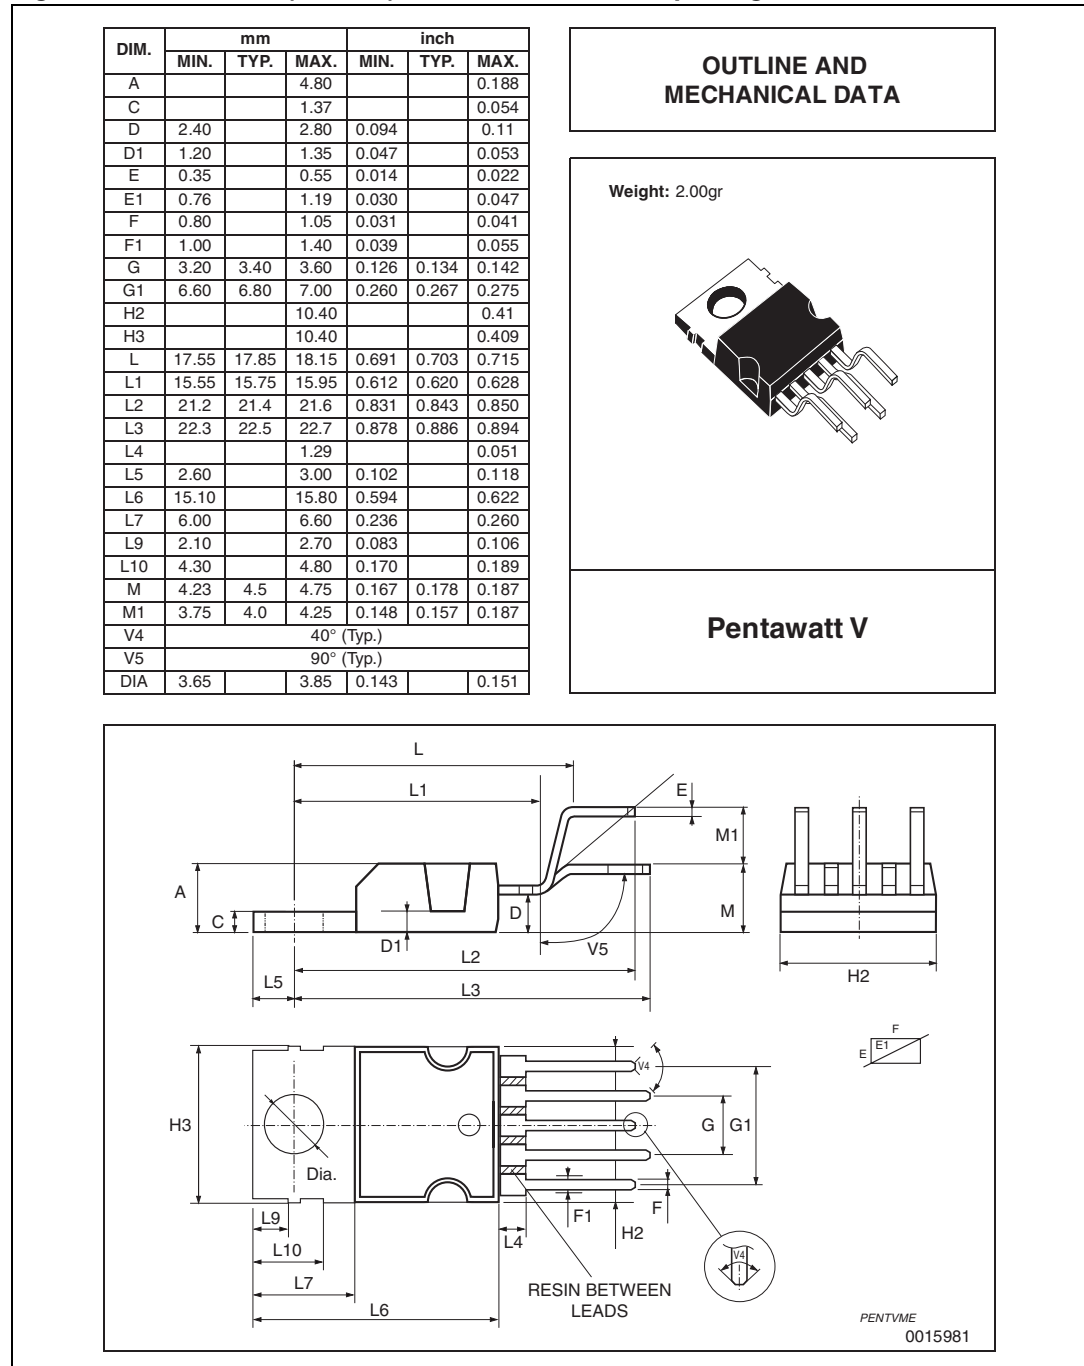 DIM. mm inch
MIN. TYP. MAX. MIN. TYP. MAX.
A 4.80 0.188
C 1.37 0.054
D 2.40 2.80 0.094 0.11
D1 1.20 1.35 0.047 0.053
E 0.35 0.55 0.014 0.022
E1 0.76 1.19 0.030 0.047
F 0.80 1.05 0.031 0.041
F1 1.00 1.40 0.039 0.055
G 3.20 3.40 3.60 0.126 0.134 0.142
G1 6.60 6.80 7.00 0.260 0.267 0.275
H2 10.40 0.41
H3 10.40 0.409
L 17.55 17.85 18.15 0.691 0.703 0.715
L1 15.55 15.75 15.95 0.612 0.620 0.628
L2 21.2 21.4 21.6 0.831 0.843 0.850
L3 22.3 22.5 22.7 0.878 0.886 0.894
L4 1.29 0.051
L5 2.60 3.00 0.102 0.118
L6 15.10 15.80 0.594 0.622
L7 6.00 6.60 0.236 0.260
L9 2.10 2.70 0.083 0.106
L10 4.30 4.80 0.170 0.189
M 4.23 4.5 4.75 0.167 0.178 0.187
M1 3.75 4.0 4.25 0.148 0.157 0.187
V4 40° (Typ.)
V5 90° (Typ.)
DIA 3.65 3.85 0.143 0.151
OUTLINE AND
MECHANICAL DATA
Weight: 2.00gr
Pentawatt V
L
L1
E
M1
A
C
D
M
D1
V5
L2
H2
L5
L3
F
E1
E
V4
H3
G G1
Dia.
L9
F1
F
H2
L4
L10
V4
L7
RESIN BETWEEN
LEADS
L6
PENTVME
0015981